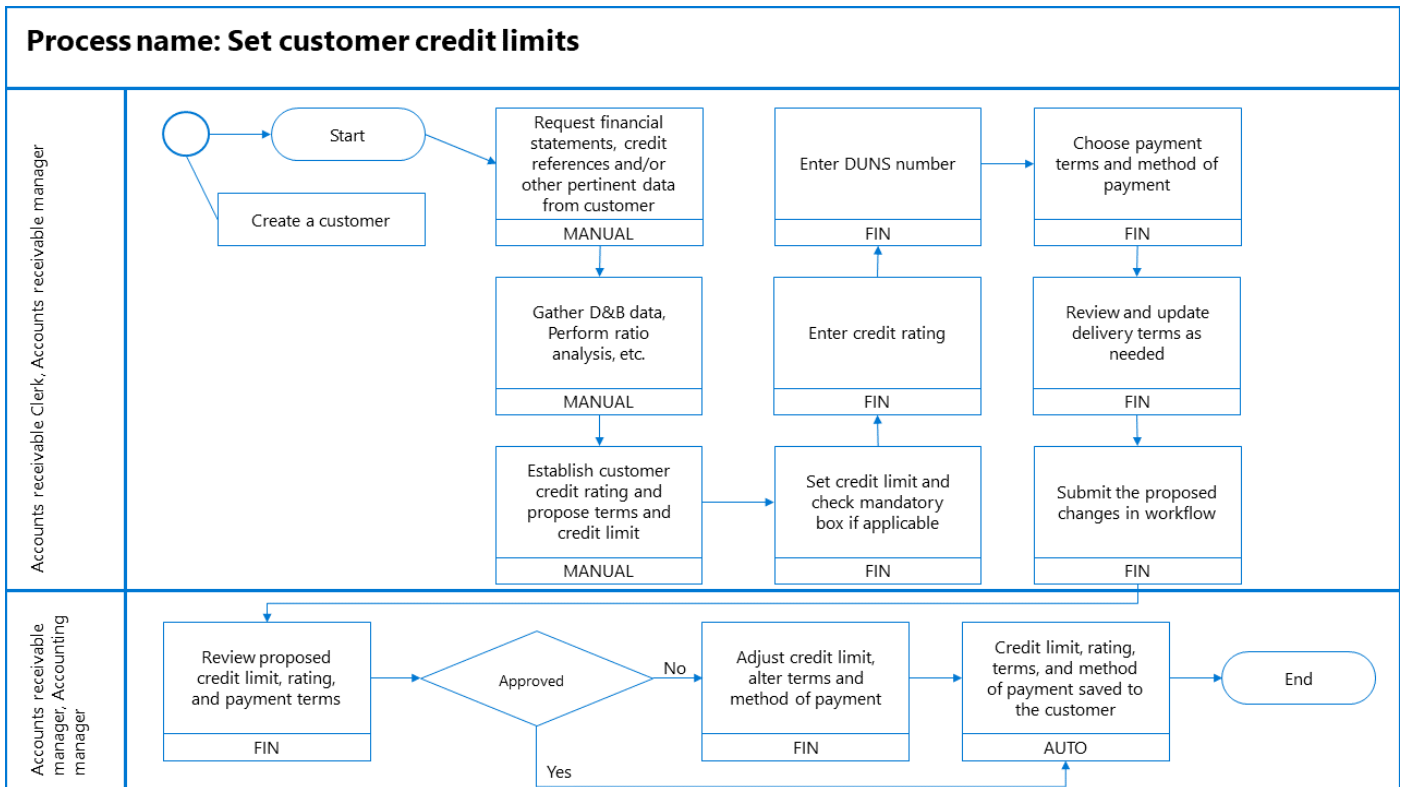 Process name: Set customer credit limits
Accounts receivable Clerk, Accounts receivable manager
Start
Create a customer
Request financial
statements, credit
references and/or
other pertinent data
from customer
MANUAL
Gather D&B data,
Perform ratio
analysis, etc.
MANUAL
Establish customer
credit rating and
propose terms and
credit limit
MANUAL
Set credit limit and
check mandatory
box if applicable
FIN
Enter credit rating
FIN
Enter DUNS number
FIN
Choose payment
terms and method of
payment
FIN
Review and update
delivery terms as
needed
FIN
Submit the proposed
changes in workflow
FIN
Accounts receivable
manager, Accounting
manager
Review proposed
credit limit, rating,
and payment terms
FIN
Approved
No
Yes
Adjust credit limit,
alter terms and
method of payment
FIN
Credit limit, rating,
terms, and method
of payment saved to
the customer
AUTO
End